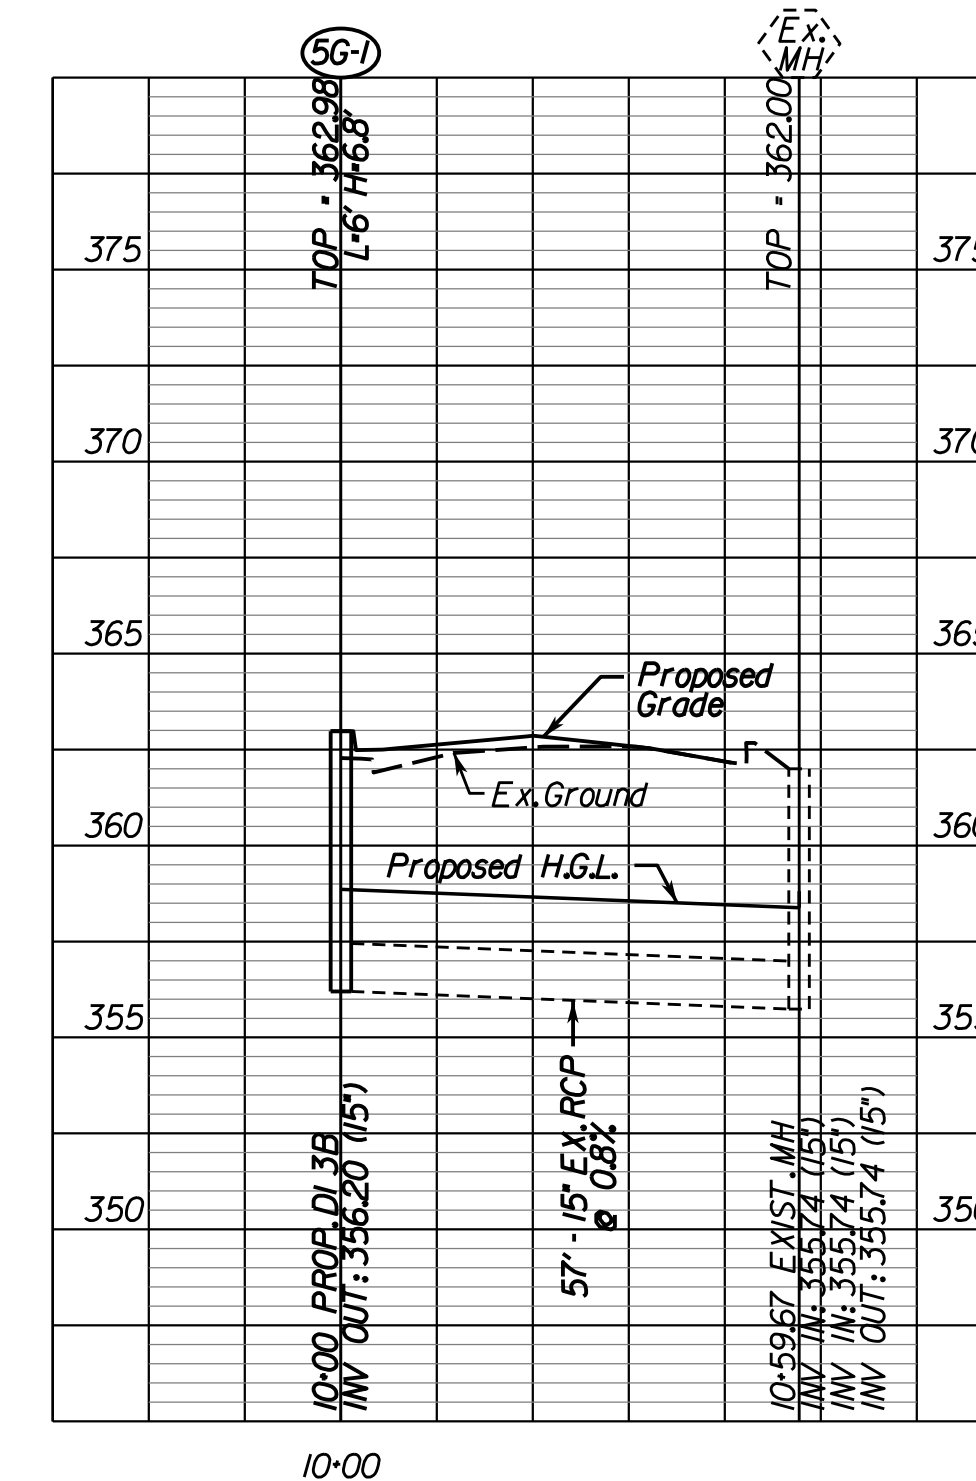 5G-1
Ex.
MH
TOP = 362.98
L=6' H=6.8'
TOP = 362.00
375
375
370
370
365
365
Proposed
Grade
Ex. Ground
360
360
Proposed H.G.L.
355
355
57' - 15" EX. RCP
@ 0.8%
350
350
10+00 PROP. DI 3B
INV OUT: 356.20 (15")
10+59.67 EXIST. MH
INV IN: 355.74 (15")
INV IN: 355.74 (15")
INV OUT: 355.74 (15")
10+00